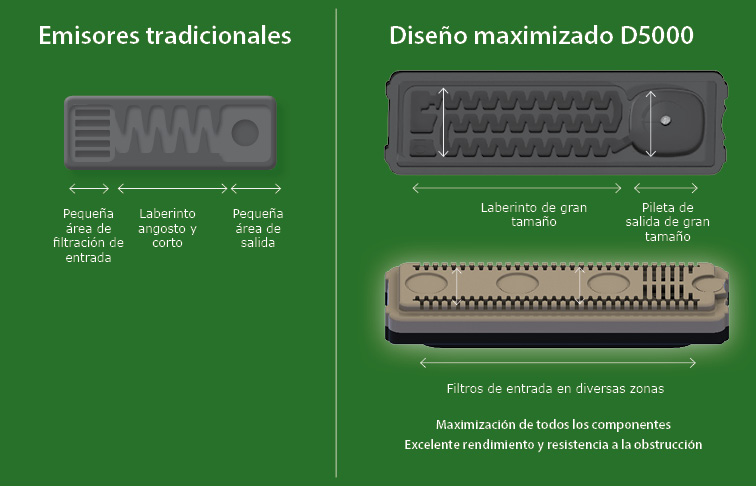 Emisores tradicionales
Pequeña
área de
filtración de
entrada
Laberinto
angosto y
corto
Pequeña
área de
salida
Diseño maximizado D5000
Laberinto de gran
tamaño
Pileta de
salida de gran
tamaño
Filtros de entrada en diversas zonas
Maximización de todos los componentes
Excelente rendimiento y resistencia a la obstrucción